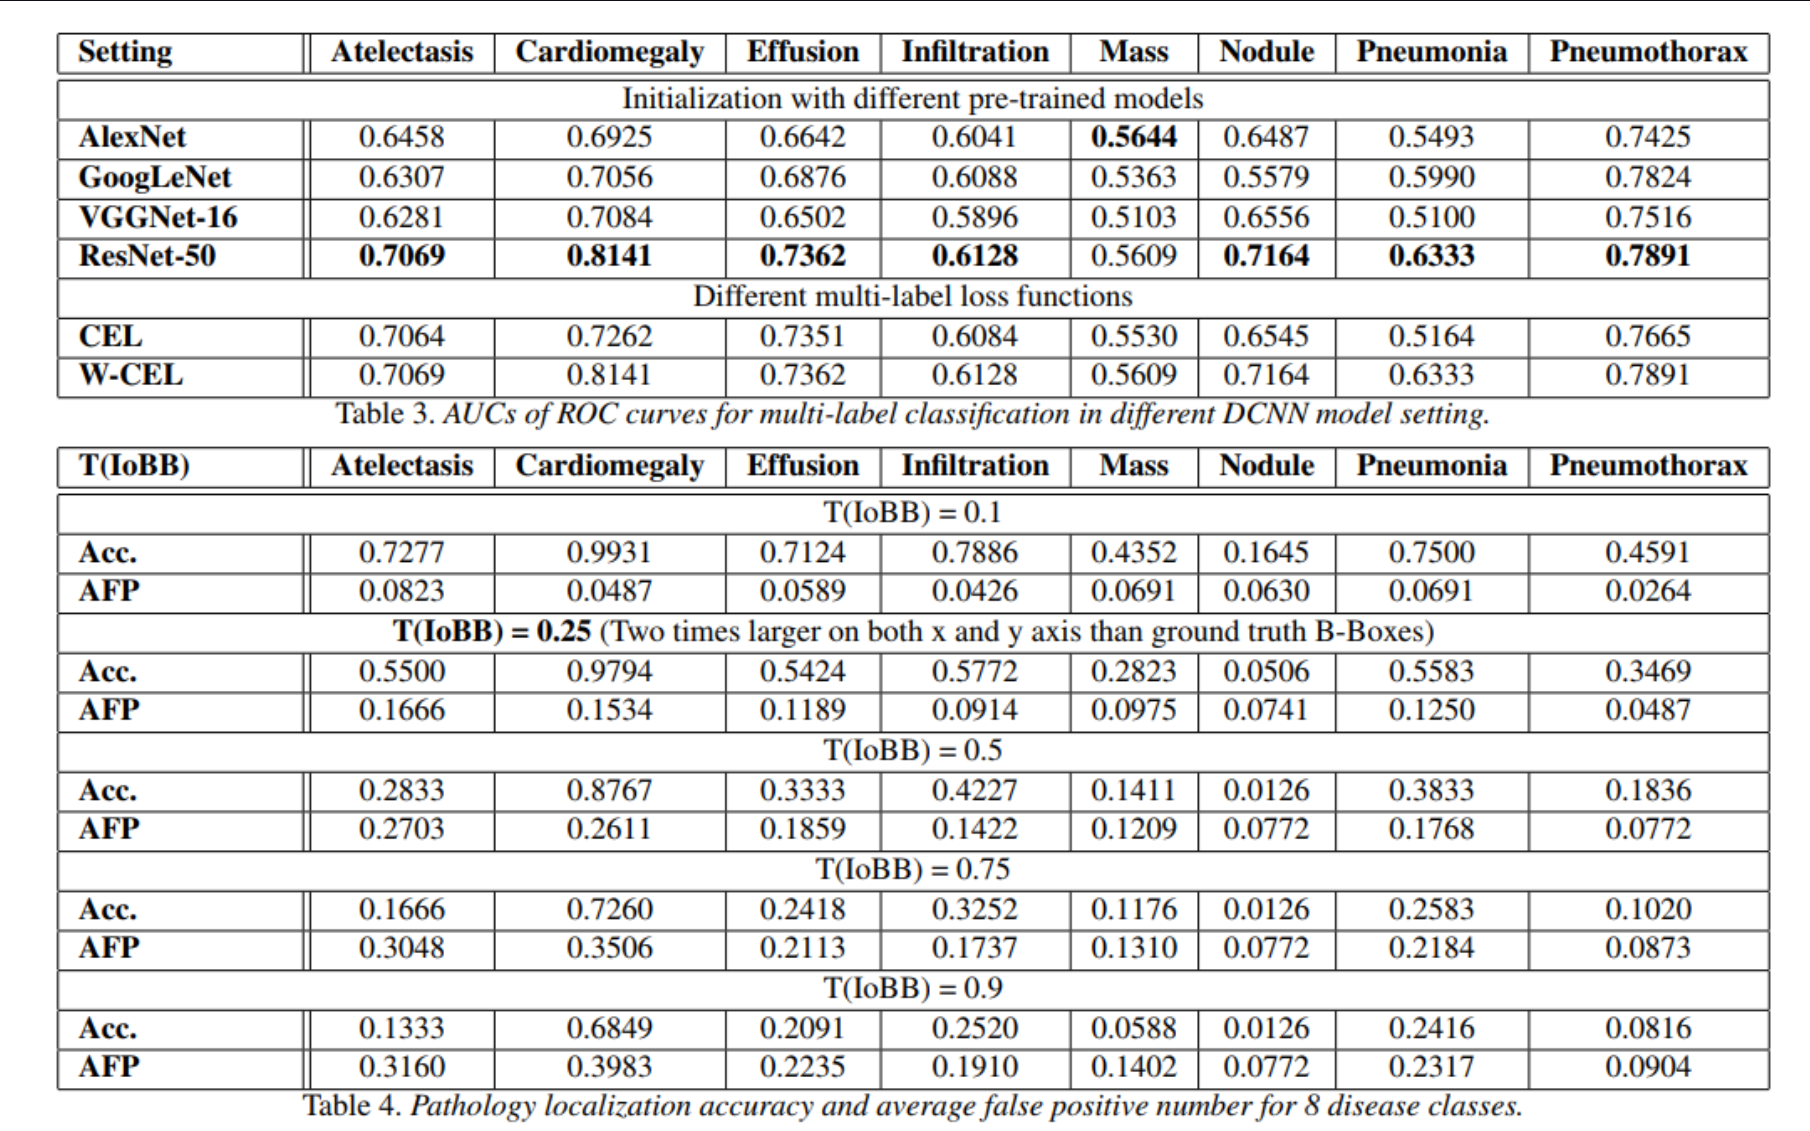 Setting Atelectasis Cardiomegaly Effusion Infiltration Mass Nodule Pneumonia Pneumothorax
Initialization with different pre-trained models
AlexNet 0.6458 0.6925 0.6642 0.6041 0.5644 0.6487 0.5493 0.7425
GoogLeNet 0.6307 0.7056 0.6876 0.6088 0.5363 0.5579 0.5990 0.7824
VGGNet-16 0.6281 0.7084 0.6502 0.5896 0.5103 0.6556 0.5100 0.7516
ResNet-50 0.7069 0.8141 0.7362 0.6128 0.5609 0.7164 0.6333 0.7891
Different multi-label loss functions
CEL 0.7064 0.7262 0.7351 0.6084 0.5530 0.6545 0.5164 0.7665
W-CEL 0.7069 0.8141 0.7362 0.6128 0.5609 0.7164 0.6333 0.7891
Table 3. AUCs of ROC curves for multi-label classification in different DCNN model setting.
T(IoBB) Atelectasis Cardiomegaly Effusion Infiltration Mass Nodule Pneumonia Pneumothorax
T(IoBB) = 0.1
Acc. 0.7277 0.9931 0.7124 0.7886 0.4352 0.1645 0.7500 0.4591
AFP 0.0823 0.0487 0.0589 0.0426 0.0691 0.0630 0.0691 0.0264
T(IoBB) = 0.25 (Two times larger on both x and y axis than ground truth B-Boxes)
Acc. 0.5500 0.9794 0.5424 0.5772 0.2823 0.0506 0.5583 0.3469
AFP 0.1666 0.1534 0.1189 0.0914 0.0975 0.0741 0.1250 0.0487
T(IoBB) = 0.5
Acc. 0.2833 0.8767 0.3333 0.4227 0.1411 0.0126 0.3833 0.1836
AFP 0.2703 0.2611 0.1859 0.1422 0.1209 0.0772 0.1768 0.0772
T(IoBB) = 0.75
Acc. 0.1666 0.7260 0.2418 0.3252 0.1176 0.0126 0.2583 0.1020
AFP 0.3048 0.3506 0.2113 0.1737 0.1310 0.0772 0.2184 0.0873
T(IoBB) = 0.9
Acc. 0.1333 0.6849 0.2091 0.2520 0.0588 0.0126 0.2416 0.0816
AFP 0.3160 0.3983 0.2235 0.1910 0.1402 0.0772 0.2317 0.0904
Table 4. Pathology localization accuracy and average false positive number for 8 disease classes.